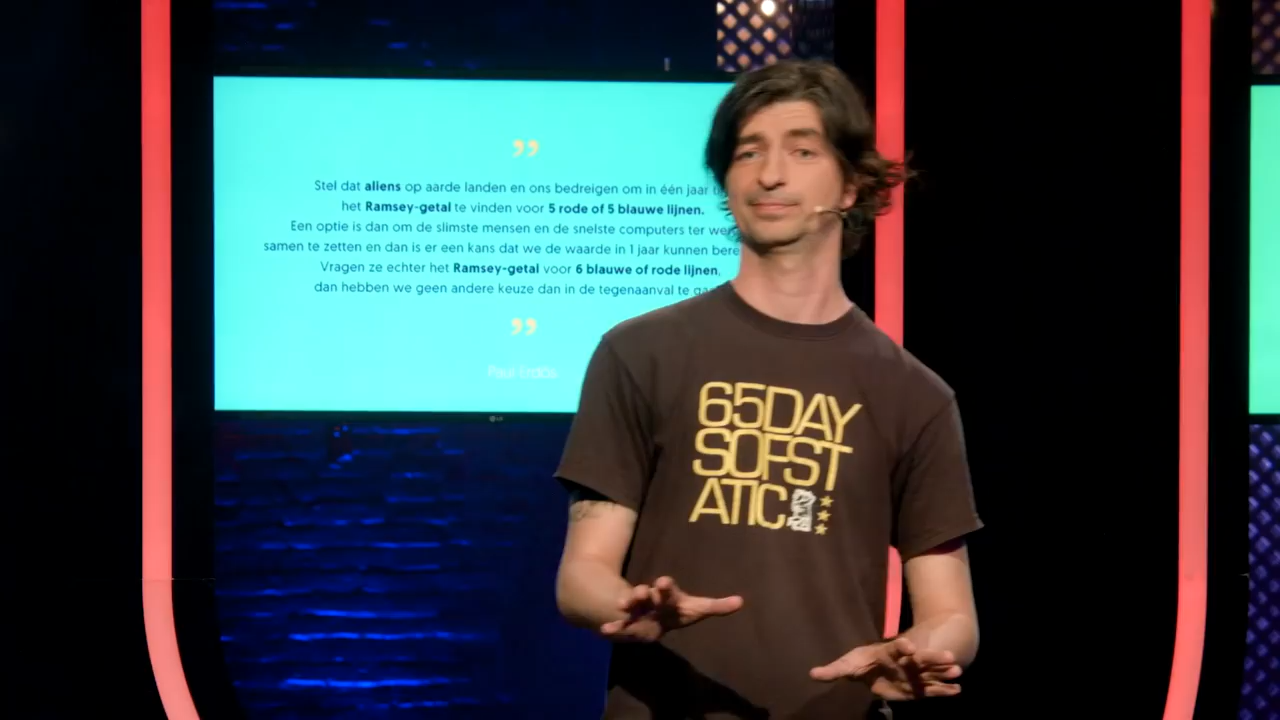 ”
Stel dat aliens op aarde landen en ons bedreigen om in één jaar
het Ramsey-getal te vinden voor 5 rode of 5 blauwe lijnen.
Een optie is dan om de slimste mensen en de snelste computers ter
samen te zetten en dan is er een kans dat we de waarde in 1 jaar kunnen
Vragen ze echter het Ramsey-getal voor 6 blauwe of rode lijnen,
dan hebben we geen andere keuze dan in de tegenaanval te
”
Paul Erdős
LG
65DAY
SOFST
ATIC